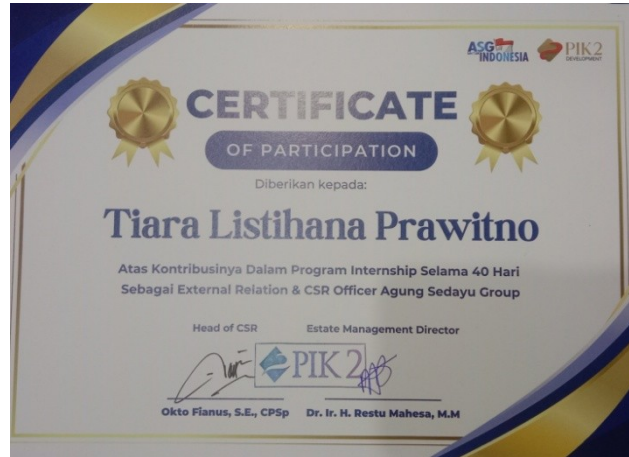 ASG INDONESIA
PIK2 DEVELOPMENT
CERTIFICATE
OF PARTICIPATION
Diberikan kepada:
Tiara Listihana Prawitno
Atas Kontribusinya Dalam Program Internship Selama 40 Hari
Sebagai External Relation & CSR Officer Agung Sedayu Group
Head of CSR Estate Management Director
PIK 2
Okto Fianus, S.E., CPSp Dr. Ir. H. Restu Mahesa, M.M